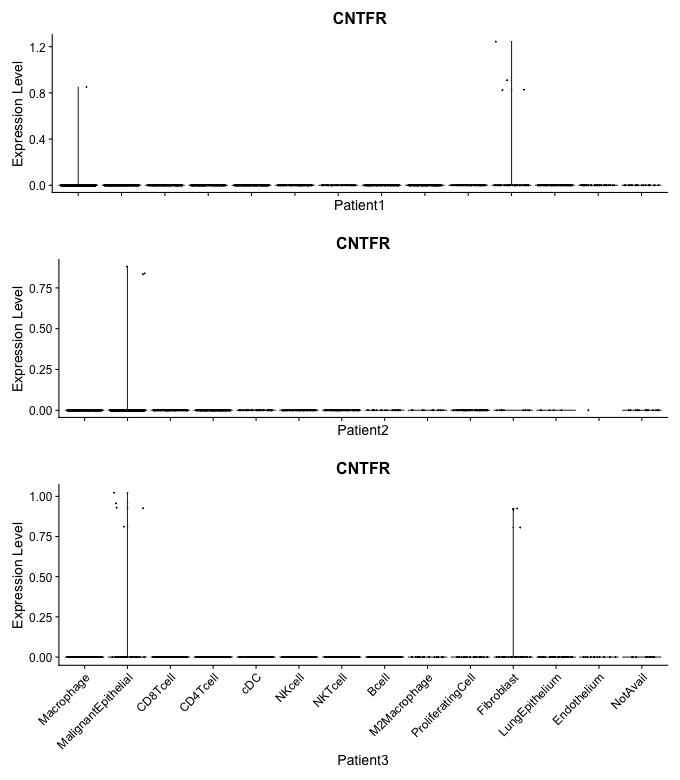 CNTFR
Expression Level
1.2
0.8
0.4
0.0
Patient1
CNTFR
Expression Level
0.75
0.50
0.25
0.00
Patient2
CNTFR
Expression Level
1.00
0.75
0.50
0.25
0.00
Macrophage
MalignantEpithelial
CD8Tcell
CD4Tcell
cDC
NKcell
NKTcell
Bcell
M2Macrophage
ProliferatingCell
Fibroblast
LungEpithelium
Endothelium
NotAvail
Patient3